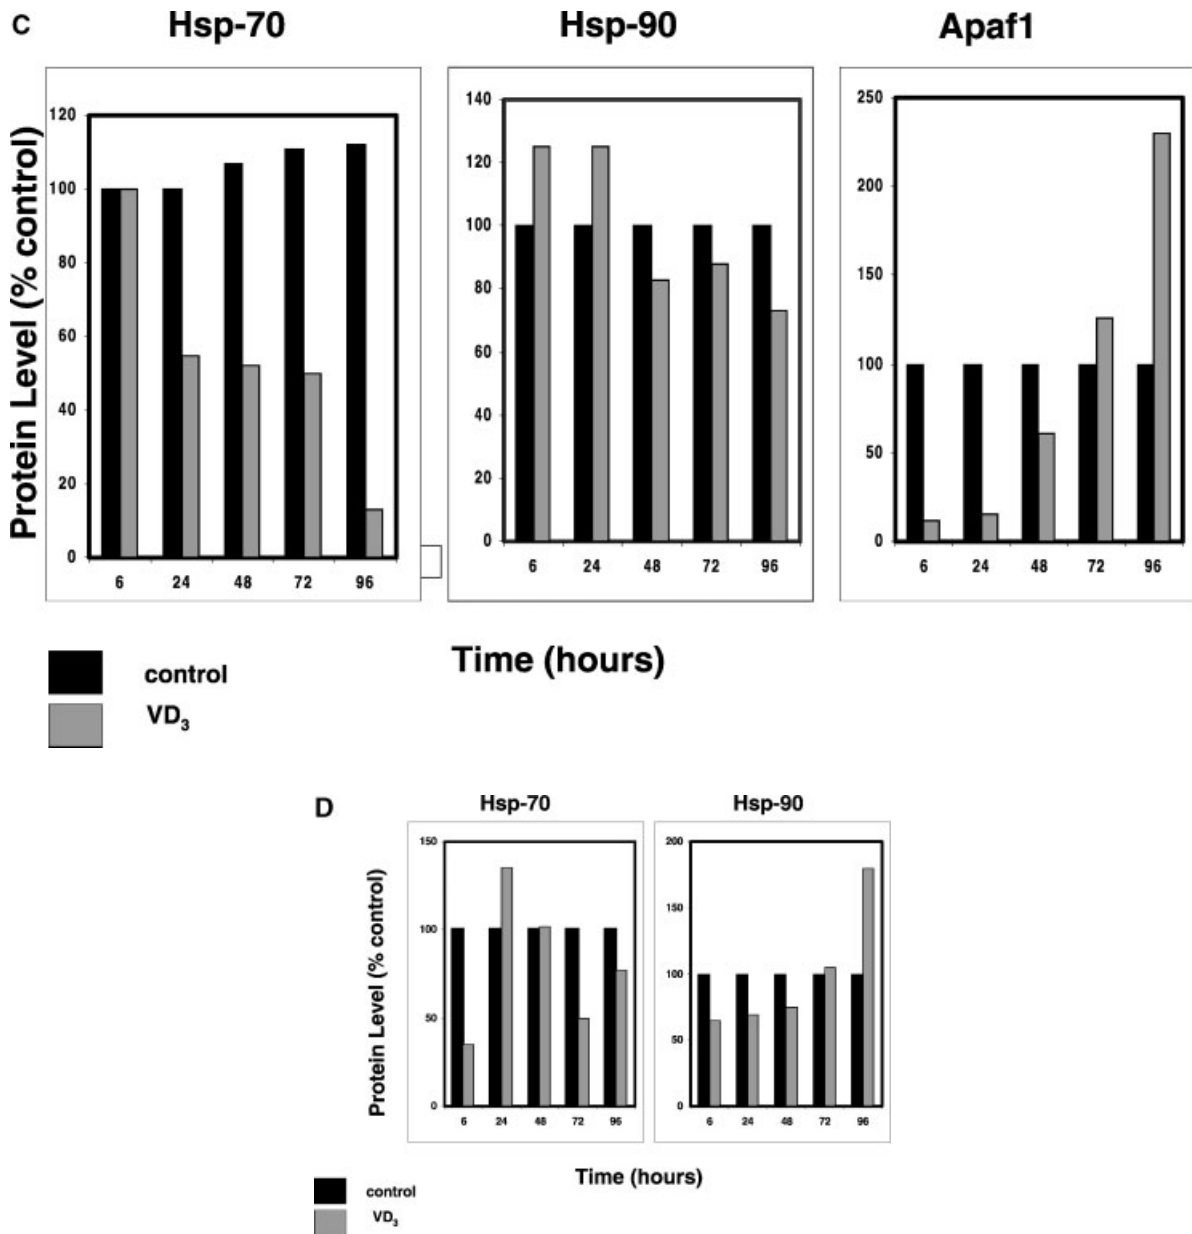 C
Hsp-70
Hsp-90
Apaf1
Protein Level (% control)
120
100
80
60
40
20
0
6 24 48 72 96
140
120
100
80
60
40
20
0
6 24 48 72 96
250
200
150
100
50
0
6 24 48 72 96
Time (hours)
control
VD3
D
Hsp-70
Hsp-90
Protein Level (% control)
150
100
50
0
6 24 48 72 96
200
150
100
50
0
6 24 48 72 96
Time (hours)
control
VD3